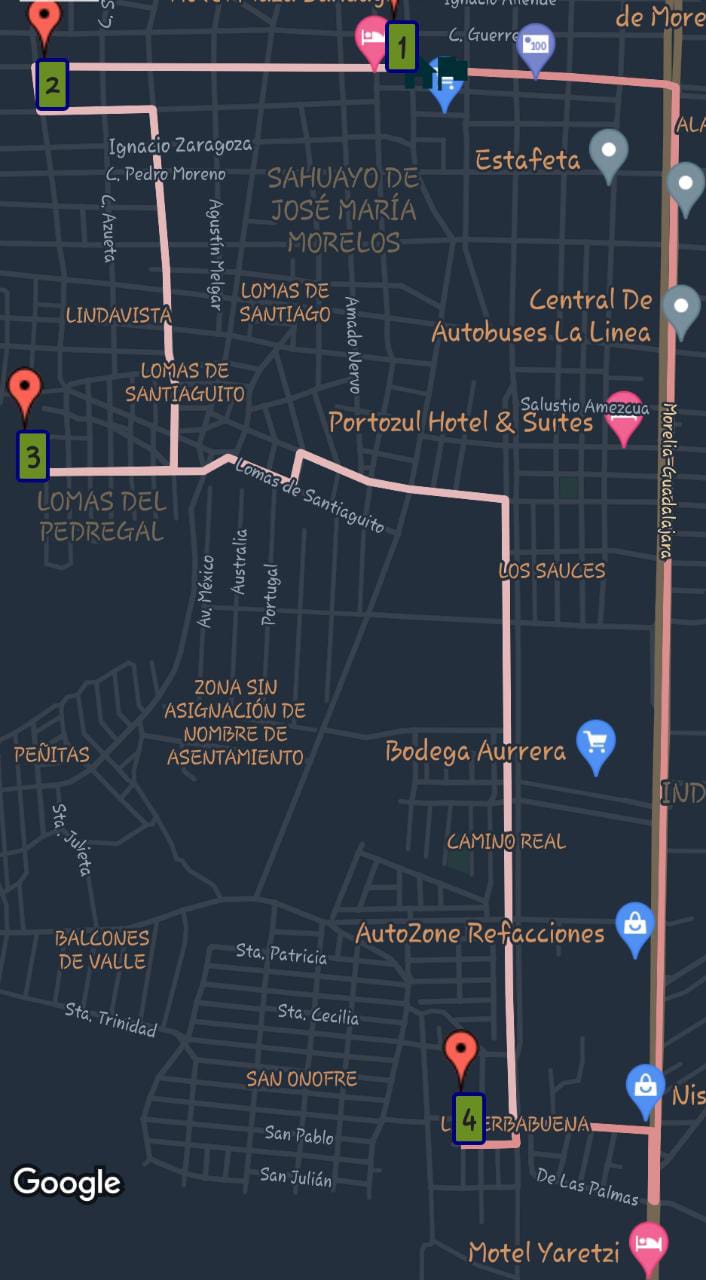 Ignacio Allende
de More
C. Guerre
1
100
2
ALA
Estafeta
Ignacio Zaragoza
C. Pedro Moreno
SAHUAYO DE
JOSÉ MARÍA
MORELOS
C. Azueta
Agustín Melgar
LINDAVISTA
LOMAS DE
SANTIAGO
Amado Nervo
Central De
Autobuses La Linea
LOMAS DE
SANTIAGUITO
Salustio Amezcua
Portozul Hotel & Suites
Morelia-Guadalajara
3
Lomas de Santiaguito
LOMAS DEL
PEDREGAL
Av. México
Australia
Portugal
LOS SAUCES
ZONA SIN
ASIGNACIÓN DE
NOMBRE DE
ASENTAMIENTO
PEÑITAS
Bodega Aurrera
IND
Sta. Julieta
CAMINO REAL
AutoZone Refacciones
BALCONES
DE VALLE
Sta. Patricia
Sta. Trinidad
Sta. Cecilia
SAN ONOFRE
Nis
4
ERBABUENA
San Pablo
San Julián
De Las Palmas
Google
Motel Yaretzi